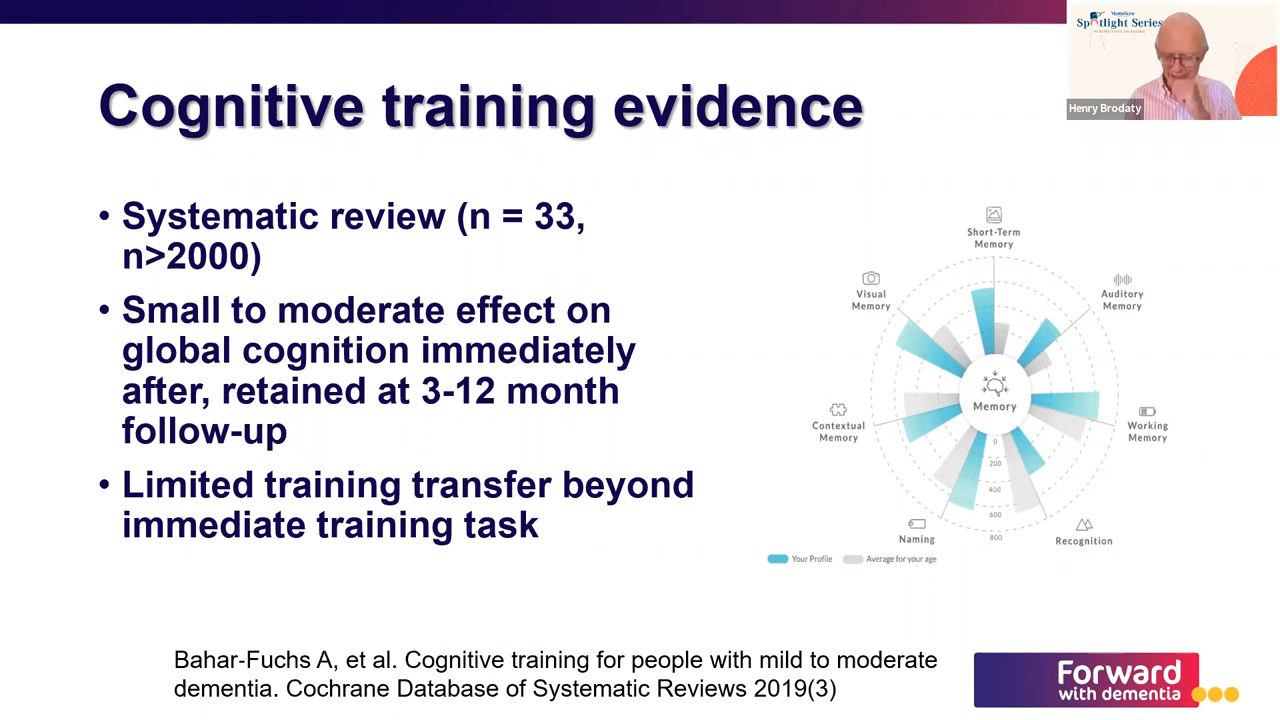 Montefiore
Spotlight Series
PERSPECTIVES ON AGEING
Henry Brodaty
Cognitive training evidence
• Systematic review (n = 33,
n>2000)
• Small to moderate effect on
global cognition immediately
after, retained at 3-12 month
follow-up
• Limited training transfer beyond
immediate training task
Short-Term
Memory
Visual
Memory
Auditory
Memory
Contextual
Memory
Memory
Working
Memory
0
200
400
600
800
Naming
Recognition
Your Profile
Average for your age
Bahar-Fuchs A, et al. Cognitive training for people with mild to moderate
dementia. Cochrane Database of Systematic Reviews 2019(3)
Forward
with dementia